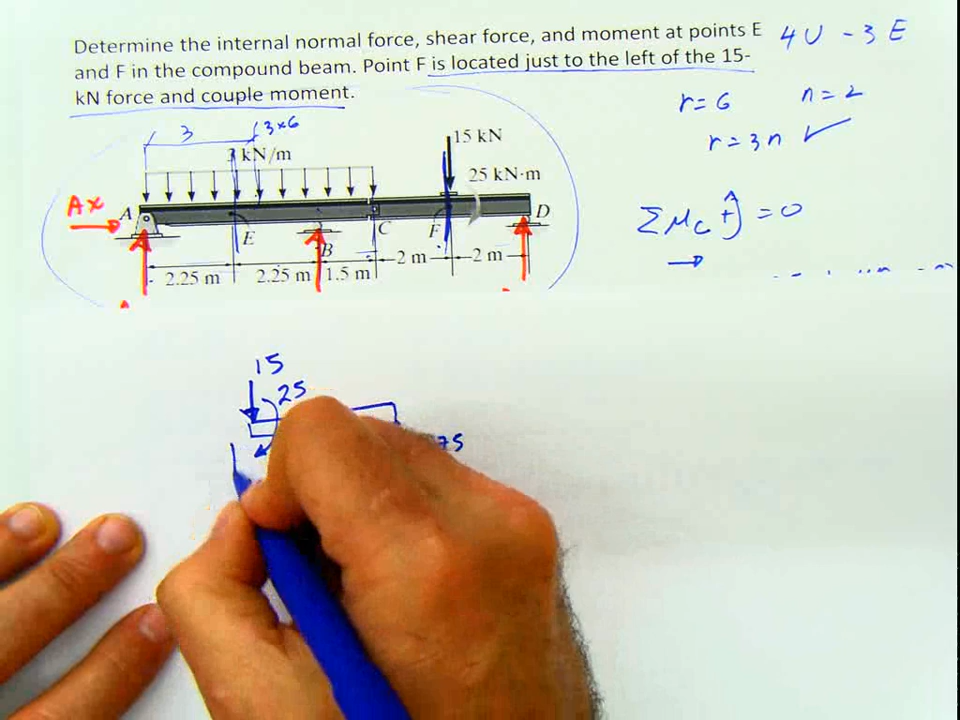 Determine the internal normal force, shear force, and moment at points E
and F in the compound beam. Point F is located just to the left of the 15-
kN force and couple moment.
4U - 3E
r=6 n=2
r=3n
3 3×6
15 kN
3 kN/m
25 kN·m
Ax A D
E B C F
2.25 m 2.25 m 1.5 m 2 m 2 m
ΣMc + = 0
15
25
75